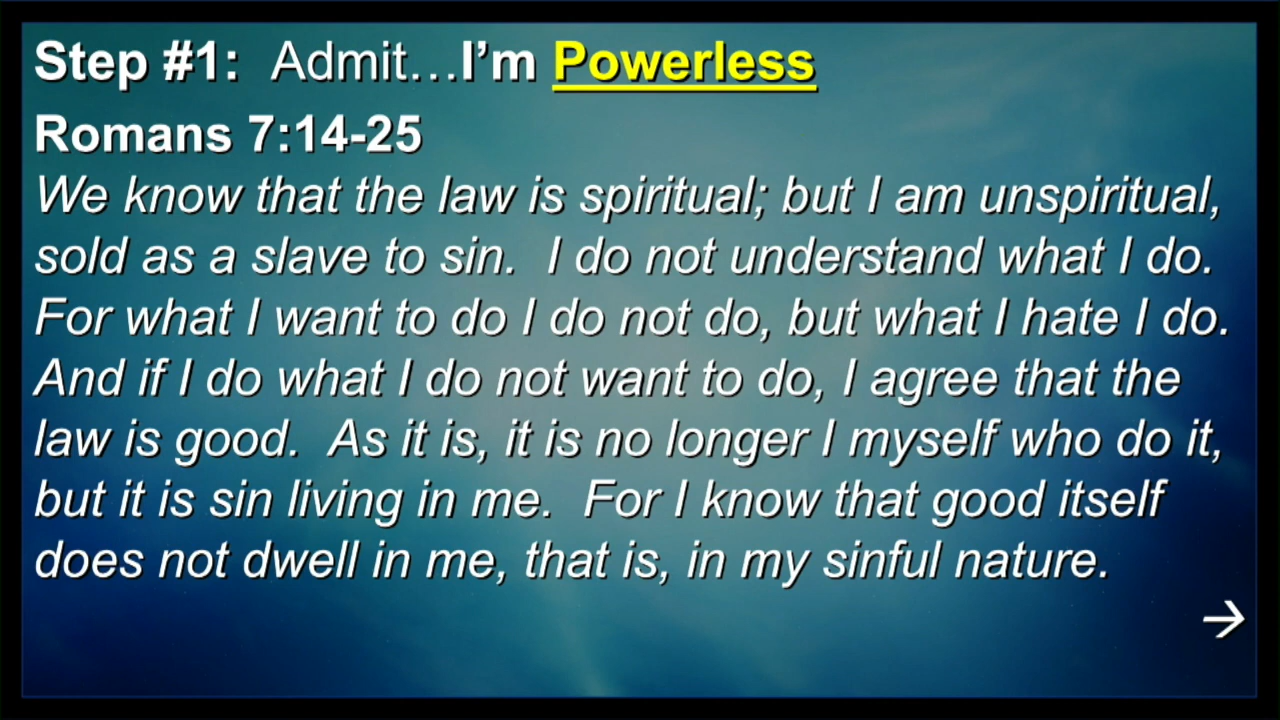 Step #1:  Admit…I’m Powerless
Romans 7:14-25
We know that the law is spiritual; but I am unspiritual,
sold as a slave to sin.  I do not understand what I do.
For what I want to do I do not do, but what I hate I do.
And if I do what I do not want to do, I agree that the
law is good.  As it is, it is no longer I myself who do it,
but it is sin living in me.  For I know that good itself
does not dwell in me, that is, in my sinful nature.
→